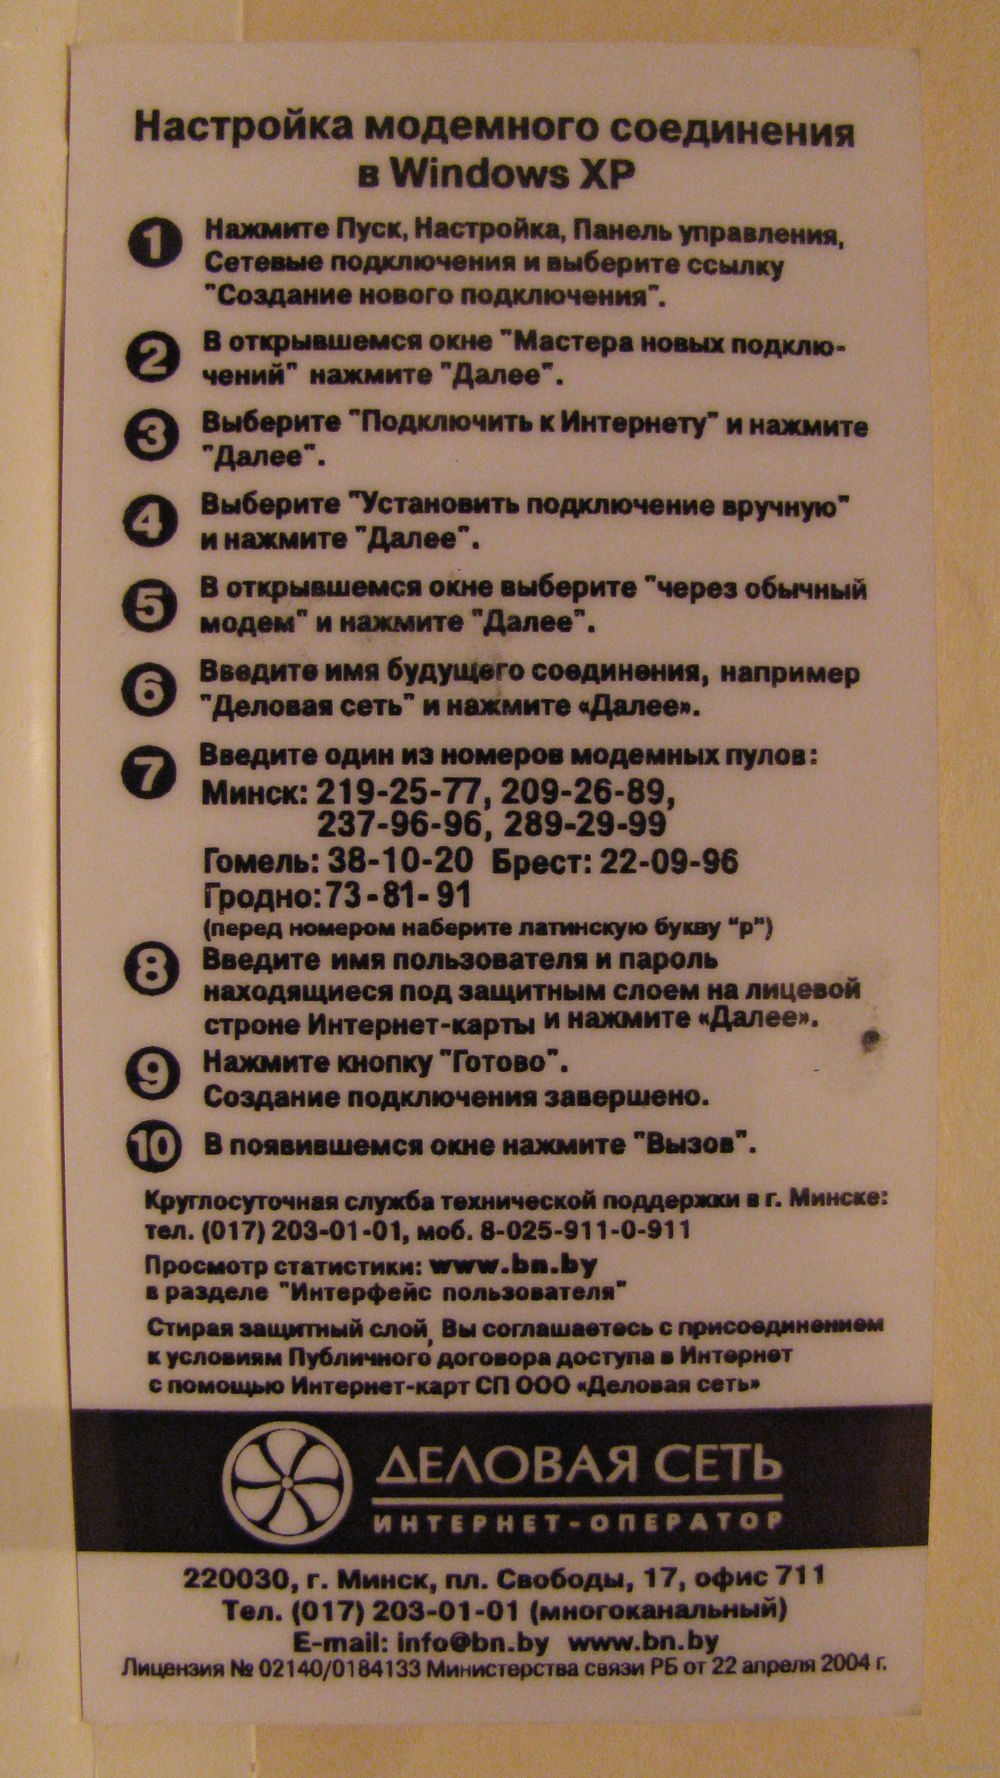 Настройка модемного соединения
в Windows XP
1 Нажмите Пуск, Настройка, Панель управления,
Сетевые подключения и выберите ссылку
"Создание нового подключения".
2 В открывшемся окне "Мастера новых подклю-
чений" нажмите "Далее".
3 Выберите "Подключить к Интернету" и нажмите
"Далее".
4 Выберите "Установить подключение вручную"
и нажмите "Далее".
5 В открывшемся окне выберите "через обычный
модем" и нажмите "Далее".
6 Введите имя будущего соединения, например
"Деловая сеть" и нажмите «Далее».
7 Введите один из номеров модемных пулов:
Минск: 219-25-77, 209-26-89,
237-96-96, 289-29-99
Гомель: 38-10-20 Брест: 22-09-96
Гродно: 73-81-91
(перед номером наберите латинскую букву "p")
8 Введите имя пользователя и пароль
находящиеся под защитным слоем на лицевой
строне Интернет-карты и нажмите «Далее».
9 Нажмите кнопку "Готово".
Создание подключения завершено.
10 В появившемся окне нажмите "Вызов".
Круглосуточная служба технической поддержки в г. Минске:
тел. (017) 203-01-01, моб. 8-025-911-0-911
Просмотр статистики: www.bn.by
в разделе "Интерфейс пользователя"
Стирая защитный слой, Вы соглашаетесь с присоединением
к условиям Публичного договора доступа в Интернет
с помощью Интернет-карт СП ООО «Деловая сеть»
ДЕЛОВАЯ СЕТЬ
ИНТЕРНЕТ-ОПЕРАТОР
220030, г. Минск, пл. Свободы, 17, офис 711
Тел. (017) 203-01-01 (многоканальный)
E-mail: info@bn.by www.bn.by
Лицензия № 02140/0184133 Министерства связи РБ от 22 апреля 2004 г.